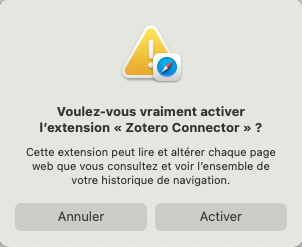 Voulez-vous vraiment activer
l’extension « Zotero Connector » ?
Cette extension peut lire et altérer chaque page
web que vous consultez et voir l’ensemble de
votre historique de navigation.
Annuler
Activer